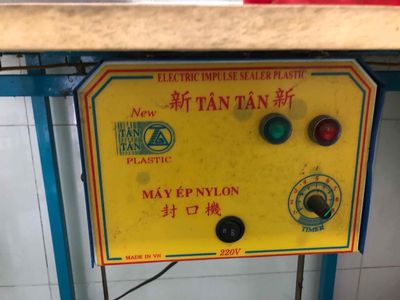 ELECTRIC IMPULSE SEALER PLASTIC
新 TÂN TÂN 新
New
TÂN
TÂN
PLASTIC
MÁY ÉP NYLON
封口機
TIMER
MADE IN VN
220V